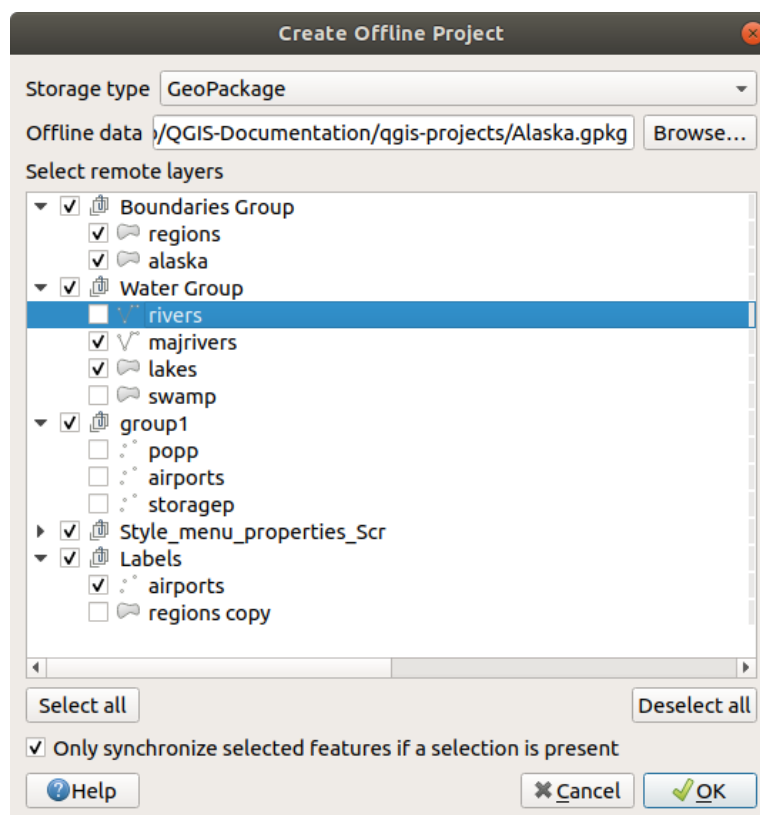 Create Offline Project
Storage type GeoPackage
Offline data )/QGIS-Documentation/qgis-projects/Alaska.gpkg Browse...
Select remote layers
Boundaries Group
regions
alaska
Water Group
rivers
majrivers
lakes
swamp
group1
popp
airports
storagep
Style_menu_properties_Scr
Labels
airports
regions copy
Select all Deselect all
Only synchronize selected features if a selection is present
Help Cancel OK